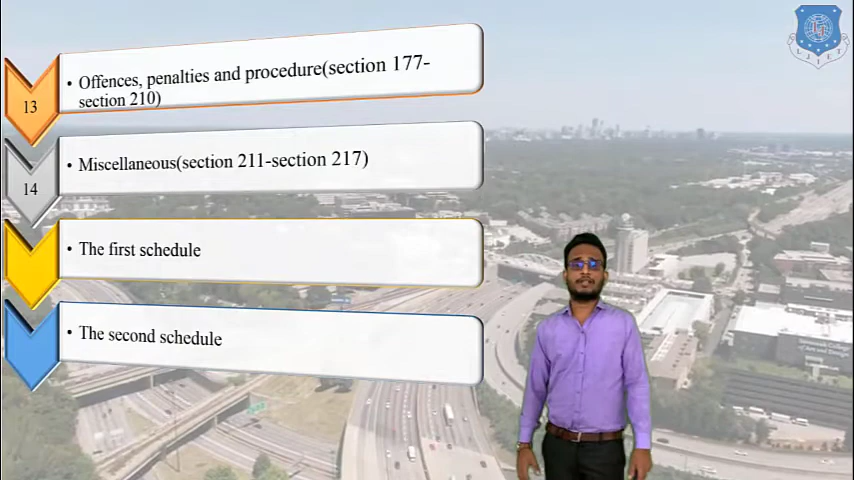 13
• Offences, penalties and procedure(section 177-
section 210)
14
• Miscellaneous(section 211-section 217)
• The first schedule
• The second schedule
LJIET